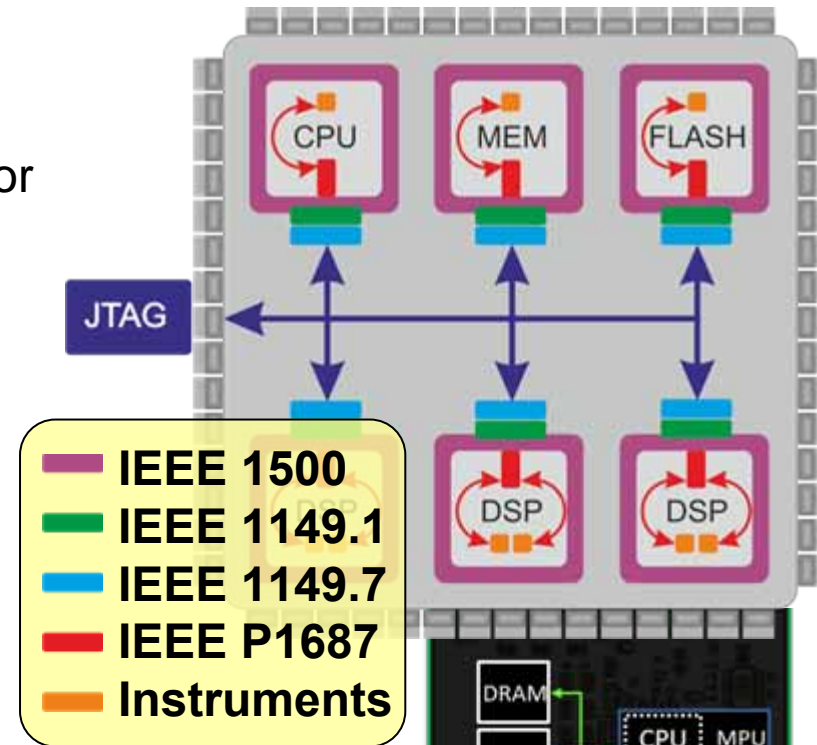 or
CPU
MEM
FLASH
JTAG
IEEE 1500
IEEE 1149.1
IEEE 1149.7
IEEE P1687
Instruments
DSP
DSP
DSP
DRAM
CPU
MPU